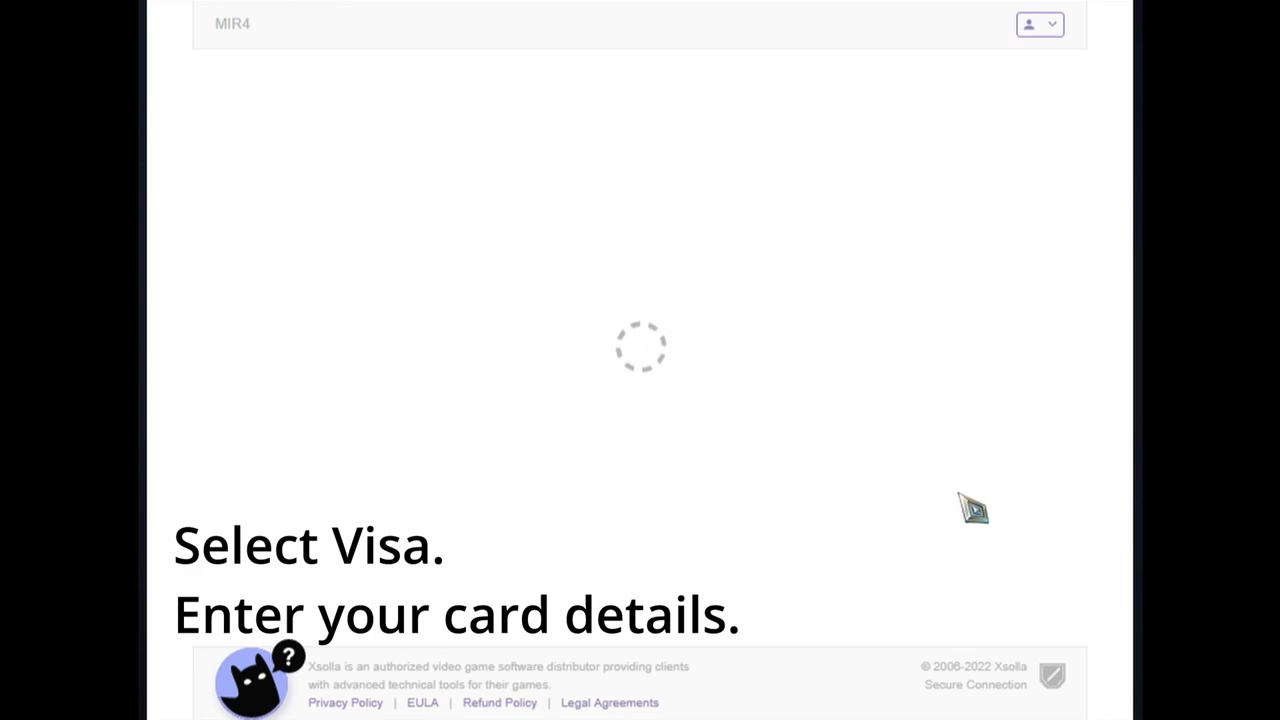 MIR4
Select Visa.
Enter your card details.
?
Xsolla is an authorized video game software distributor providing clients
with advanced technical tools for their games.
Privacy Policy | EULA | Refund Policy | Legal Agreements
© 2006-2022 Xsolla
Secure Connection